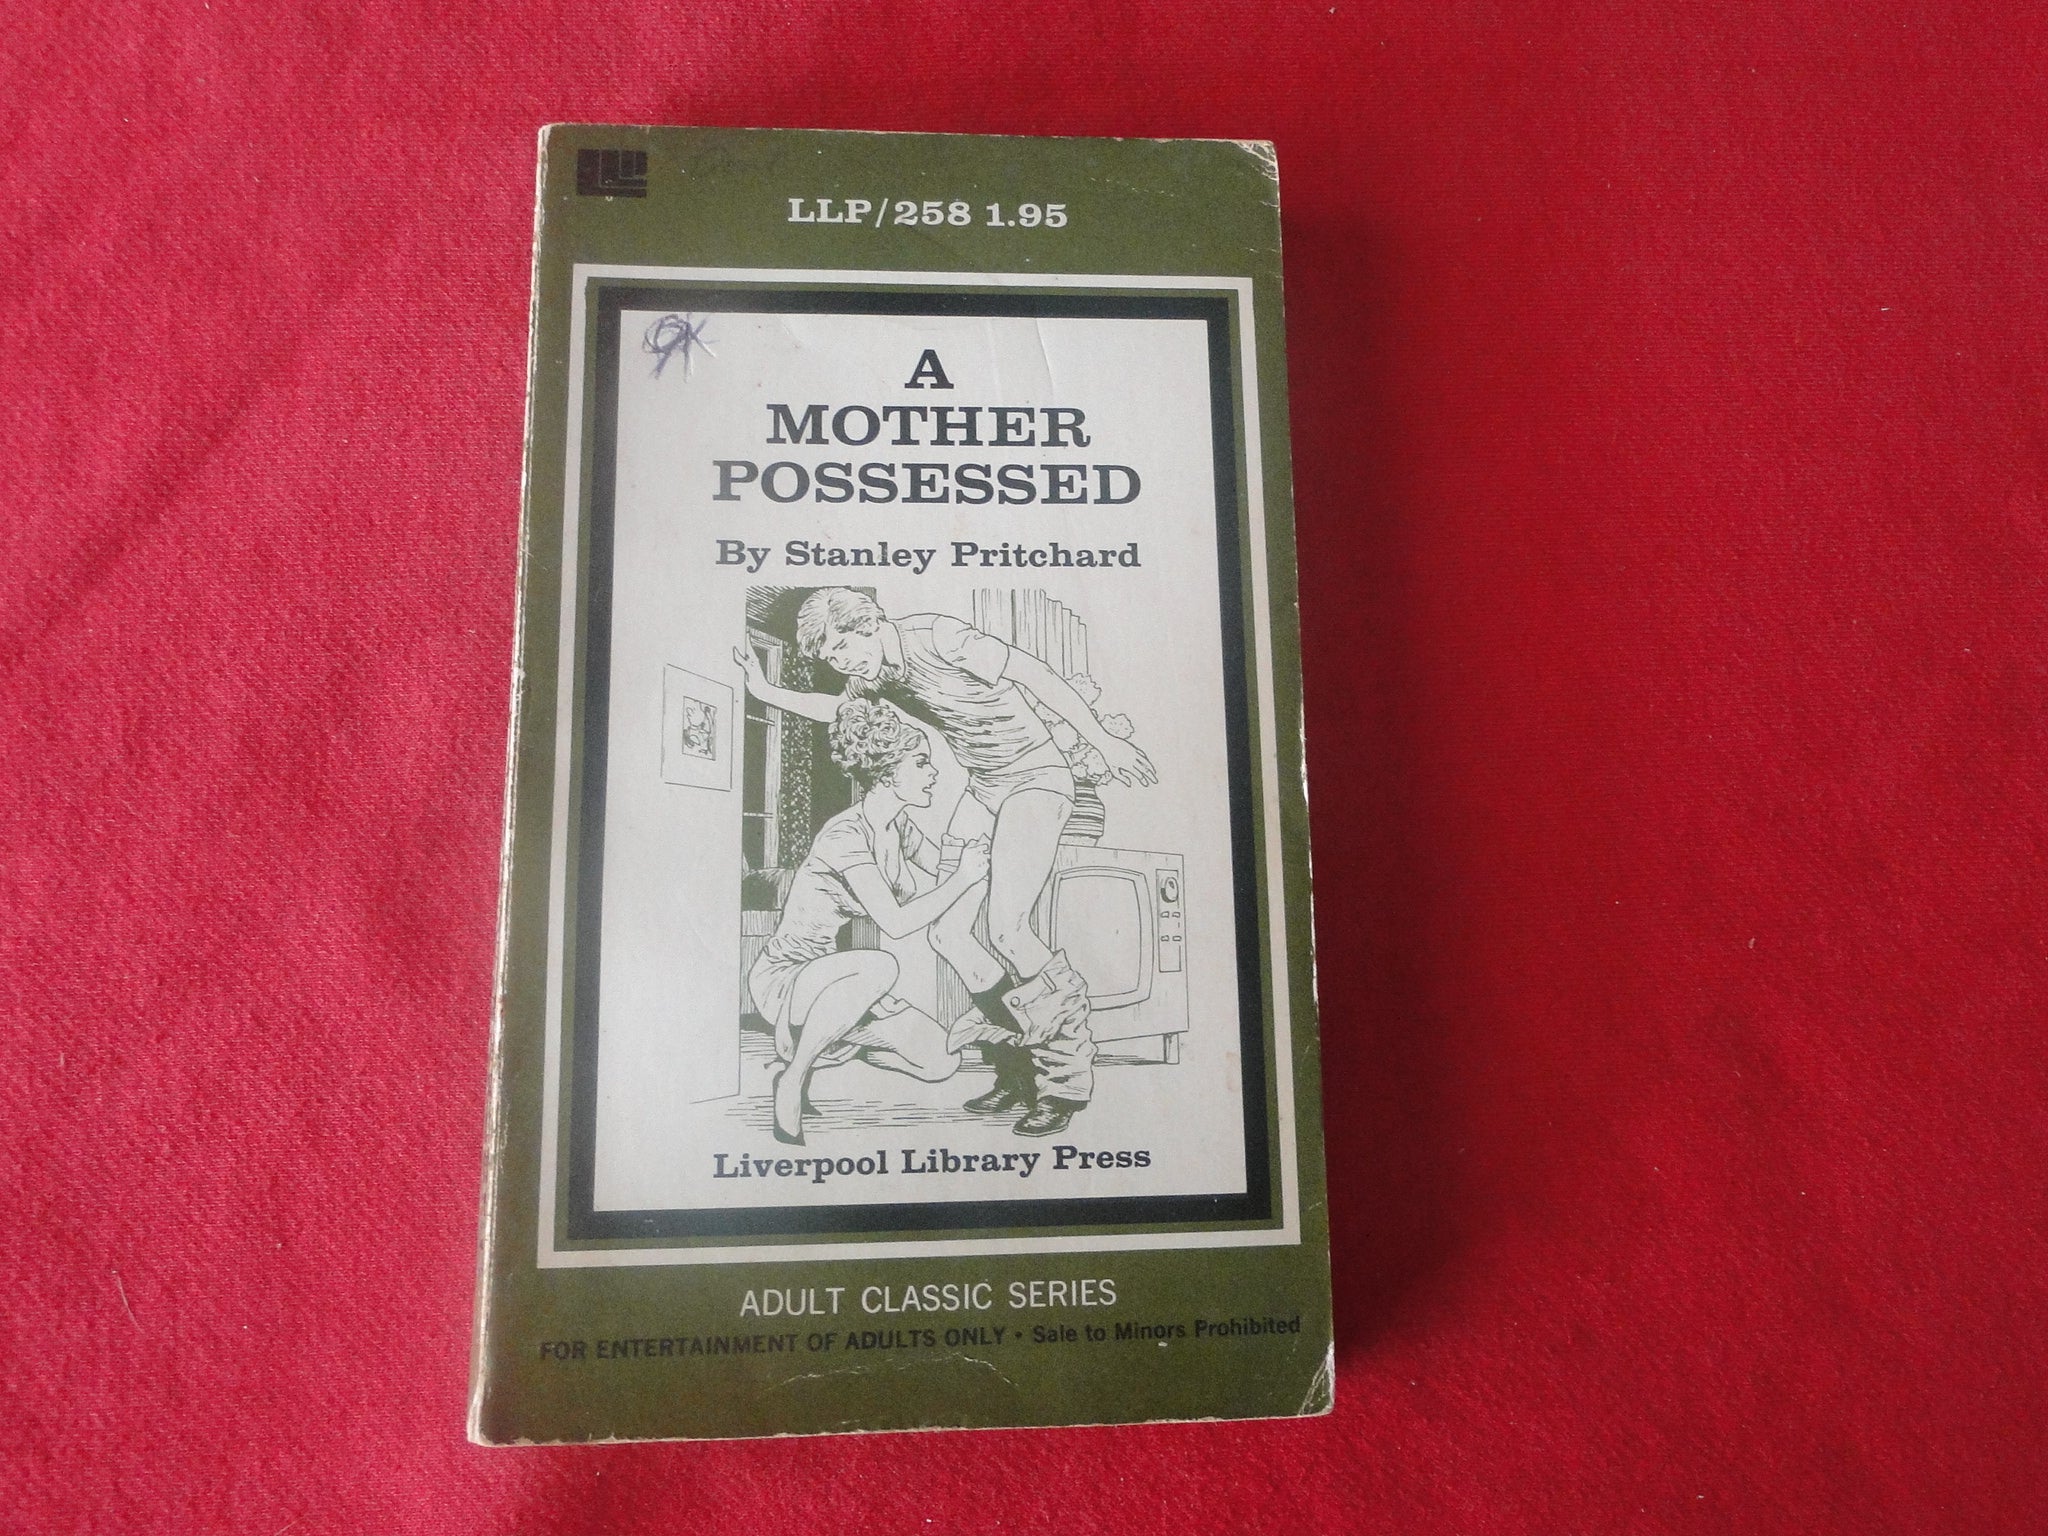 LLP/258 1.95
A
MOTHER
POSSESSED
By Stanley Pritchard
Liverpool Library Press
ADULT CLASSIC SERIES
FOR ENTERTAINMENT OF ADULTS ONLY • Sale to Minors Prohibited